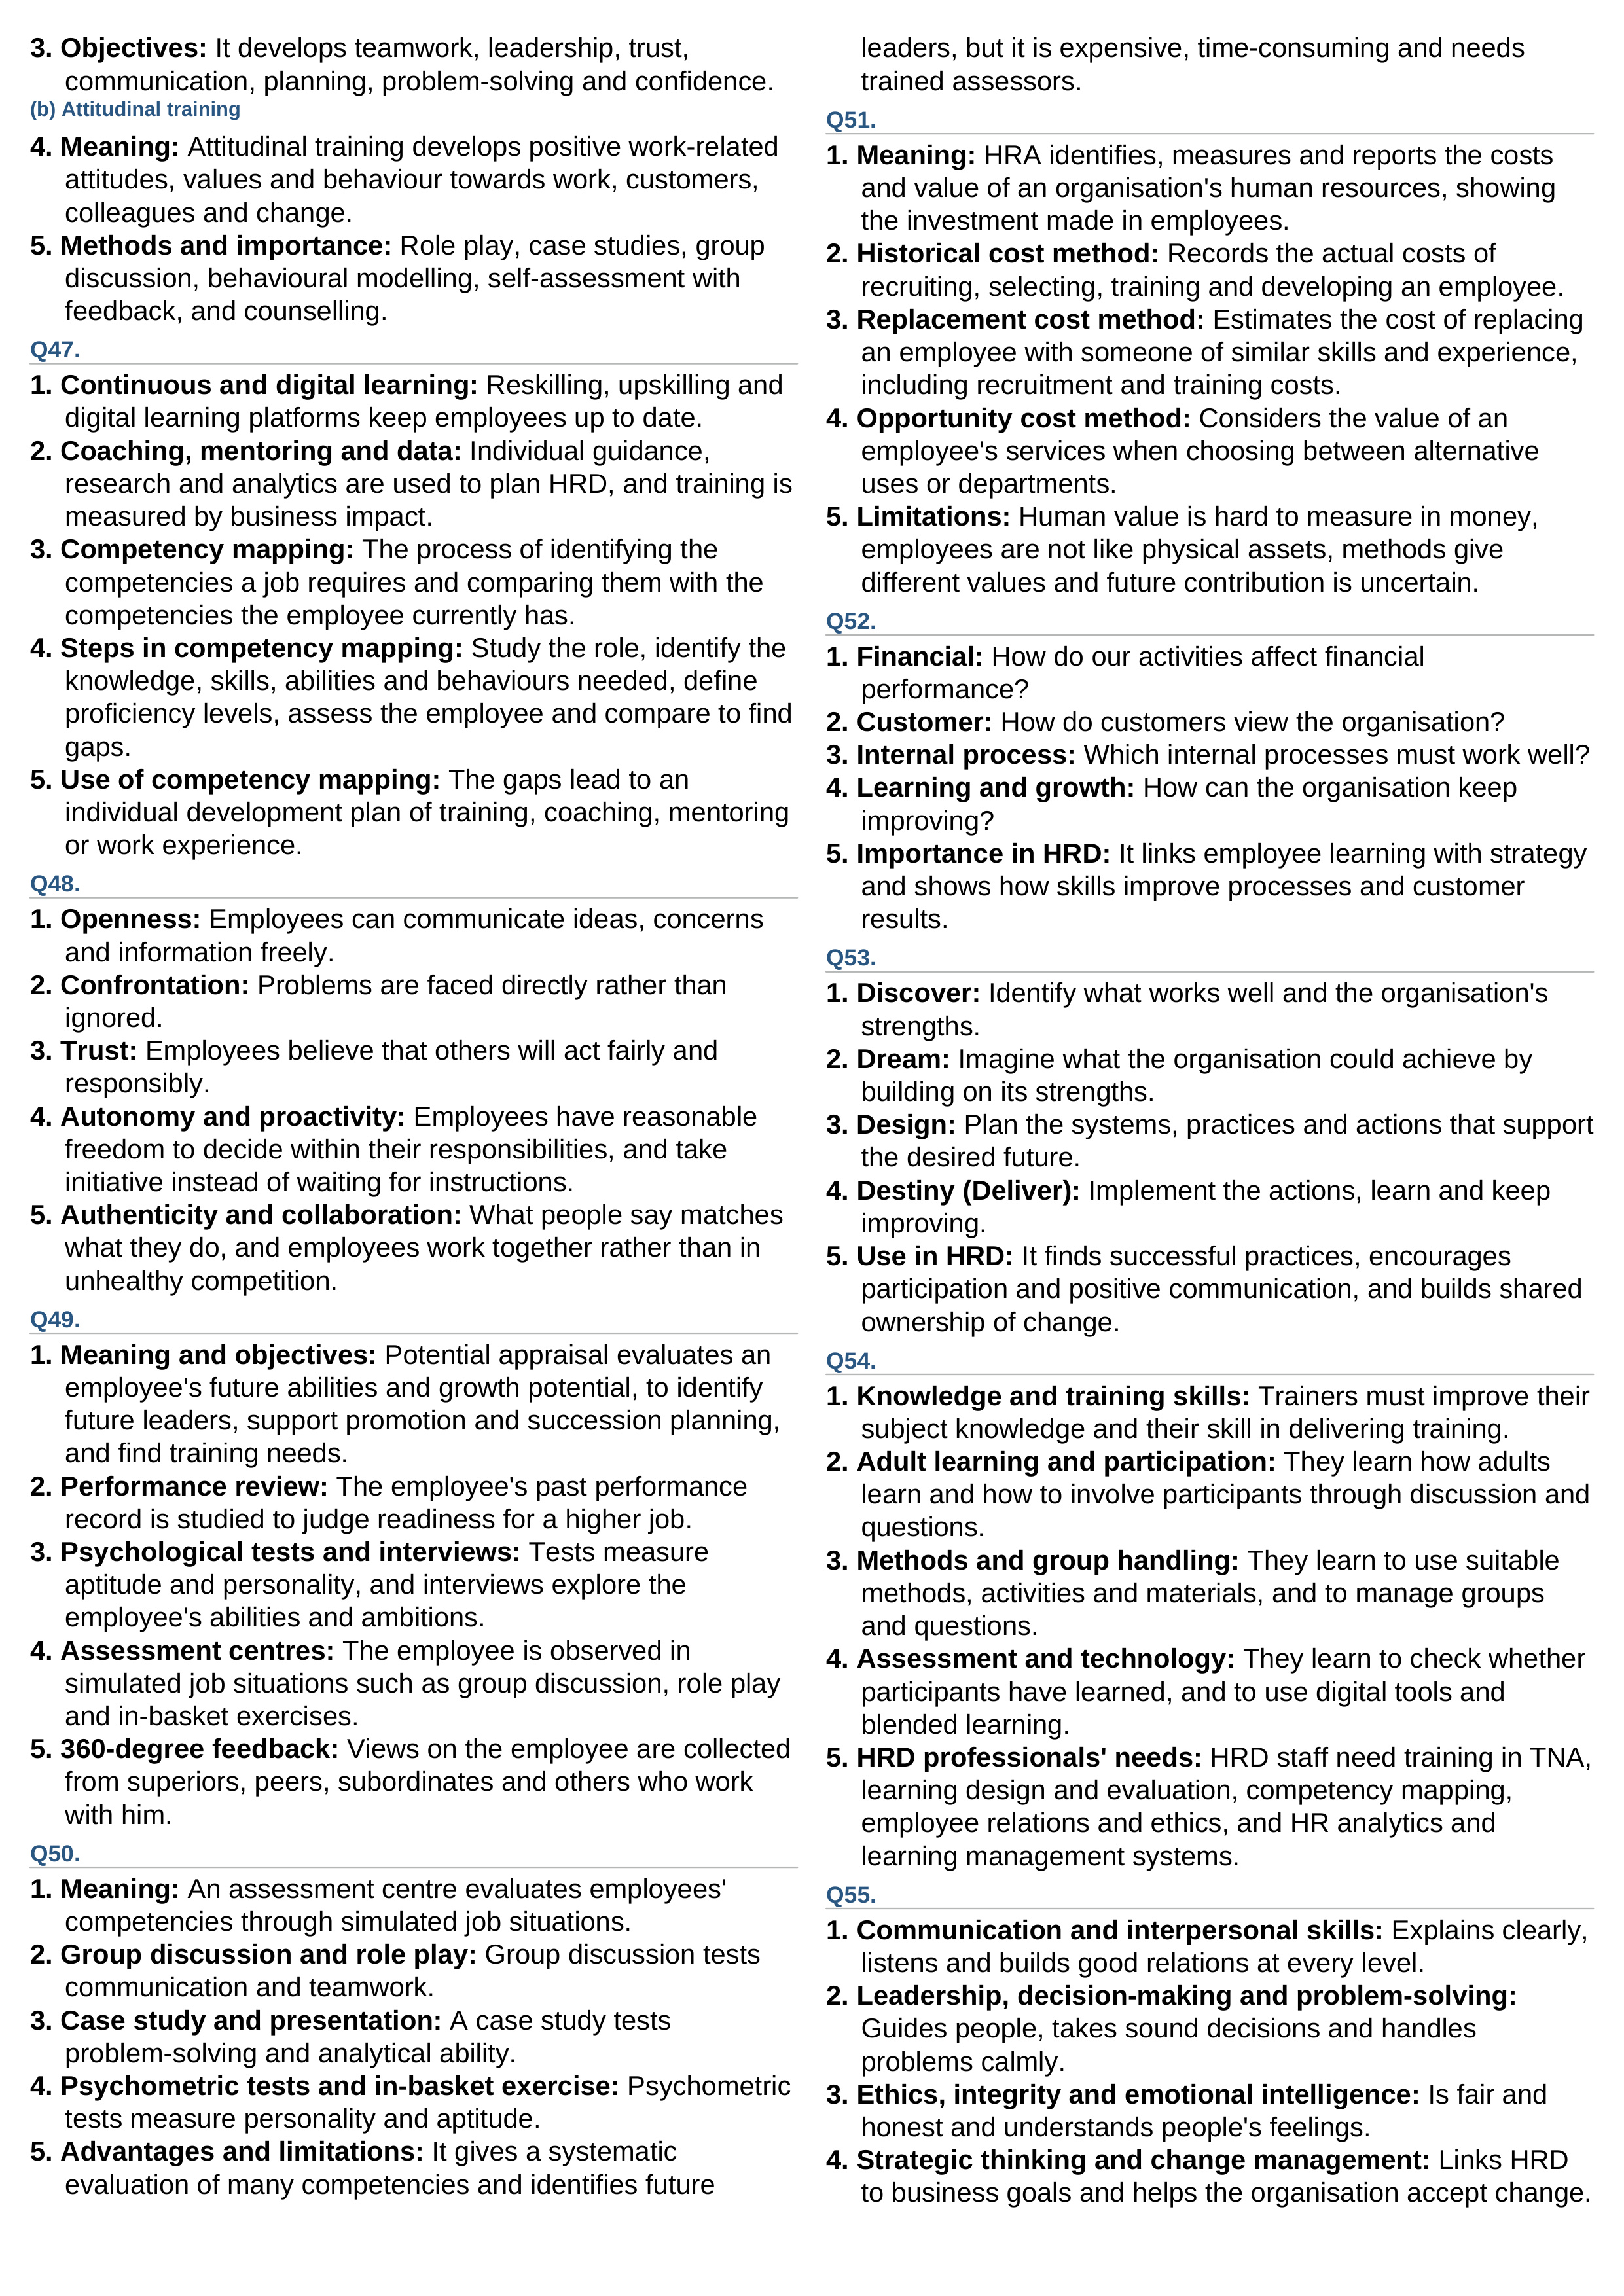 3. Objectives: It develops teamwork, leadership, trust,
communication, planning, problem-solving and confidence.
(b) Attitudinal training
4. Meaning: Attitudinal training develops positive work-related
attitudes, values and behaviour towards work, customers,
colleagues and change.
5. Methods and importance: Role play, case studies, group
discussion, behavioural modelling, self-assessment with
feedback, and counselling.
Q47.
1. Continuous and digital learning: Reskilling, upskilling and
digital learning platforms keep employees up to date.
2. Coaching, mentoring and data: Individual guidance,
research and analytics are used to plan HRD, and training is
measured by business impact.
3. Competency mapping: The process of identifying the
competencies a job requires and comparing them with the
competencies the employee currently has.
4. Steps in competency mapping: Study the role, identify the
knowledge, skills, abilities and behaviours needed, define
proficiency levels, assess the employee and compare to find
gaps.
5. Use of competency mapping: The gaps lead to an
individual development plan of training, coaching, mentoring
or work experience.
Q48.
1. Openness: Employees can communicate ideas, concerns
and information freely.
2. Confrontation: Problems are faced directly rather than
ignored.
3. Trust: Employees believe that others will act fairly and
responsibly.
4. Autonomy and proactivity: Employees have reasonable
freedom to decide within their responsibilities, and take
initiative instead of waiting for instructions.
5. Authenticity and collaboration: What people say matches
what they do, and employees work together rather than in
unhealthy competition.
Q49.
1. Meaning and objectives: Potential appraisal evaluates an
employee's future abilities and growth potential, to identify
future leaders, support promotion and succession planning,
and find training needs.
2. Performance review: The employee's past performance
record is studied to judge readiness for a higher job.
3. Psychological tests and interviews: Tests measure
aptitude and personality, and interviews explore the
employee's abilities and ambitions.
4. Assessment centres: The employee is observed in
simulated job situations such as group discussion, role play
and in-basket exercises.
5. 360-degree feedback: Views on the employee are collected
from superiors, peers, subordinates and others who work
with him.
Q50.
1. Meaning: An assessment centre evaluates employees'
competencies through simulated job situations.
2. Group discussion and role play: Group discussion tests
communication and teamwork.
3. Case study and presentation: A case study tests
problem-solving and analytical ability.
4. Psychometric tests and in-basket exercise: Psychometric
tests measure personality and aptitude.
5. Advantages and limitations: It gives a systematic
evaluation of many competencies and identifies future
leaders, but it is expensive, time-consuming and needs
trained assessors.
Q51.
1. Meaning: HRA identifies, measures and reports the costs
and value of an organisation's human resources, showing
the investment made in employees.
2. Historical cost method: Records the actual costs of
recruiting, selecting, training and developing an employee.
3. Replacement cost method: Estimates the cost of replacing
an employee with someone of similar skills and experience,
including recruitment and training costs.
4. Opportunity cost method: Considers the value of an
employee's services when choosing between alternative
uses or departments.
5. Limitations: Human value is hard to measure in money,
employees are not like physical assets, methods give
different values and future contribution is uncertain.
Q52.
1. Financial: How do our activities affect financial
performance?
2. Customer: How do customers view the organisation?
3. Internal process: Which internal processes must work well?
4. Learning and growth: How can the organisation keep
improving?
5. Importance in HRD: It links employee learning with strategy
and shows how skills improve processes and customer
results.
Q53.
1. Discover: Identify what works well and the organisation's
strengths.
2. Dream: Imagine what the organisation could achieve by
building on its strengths.
3. Design: Plan the systems, practices and actions that support
the desired future.
4. Destiny (Deliver): Implement the actions, learn and keep
improving.
5. Use in HRD: It finds successful practices, encourages
participation and positive communication, and builds shared
ownership of change.
Q54.
1. Knowledge and training skills: Trainers must improve their
subject knowledge and their skill in delivering training.
2. Adult learning and participation: They learn how adults
learn and how to involve participants through discussion and
questions.
3. Methods and group handling: They learn to use suitable
methods, activities and materials, and to manage groups
and questions.
4. Assessment and technology: They learn to check whether
participants have learned, and to use digital tools and
blended learning.
5. HRD professionals' needs: HRD staff need training in TNA,
learning design and evaluation, competency mapping,
employee relations and ethics, and HR analytics and
learning management systems.
Q55.
1. Communication and interpersonal skills: Explains clearly,
listens and builds good relations at every level.
2. Leadership, decision-making and problem-solving:
Guides people, takes sound decisions and handles
problems calmly.
3. Ethics, integrity and emotional intelligence: Is fair and
honest and understands people's feelings.
4. Strategic thinking and change management: Links HRD
to business goals and helps the organisation accept change.